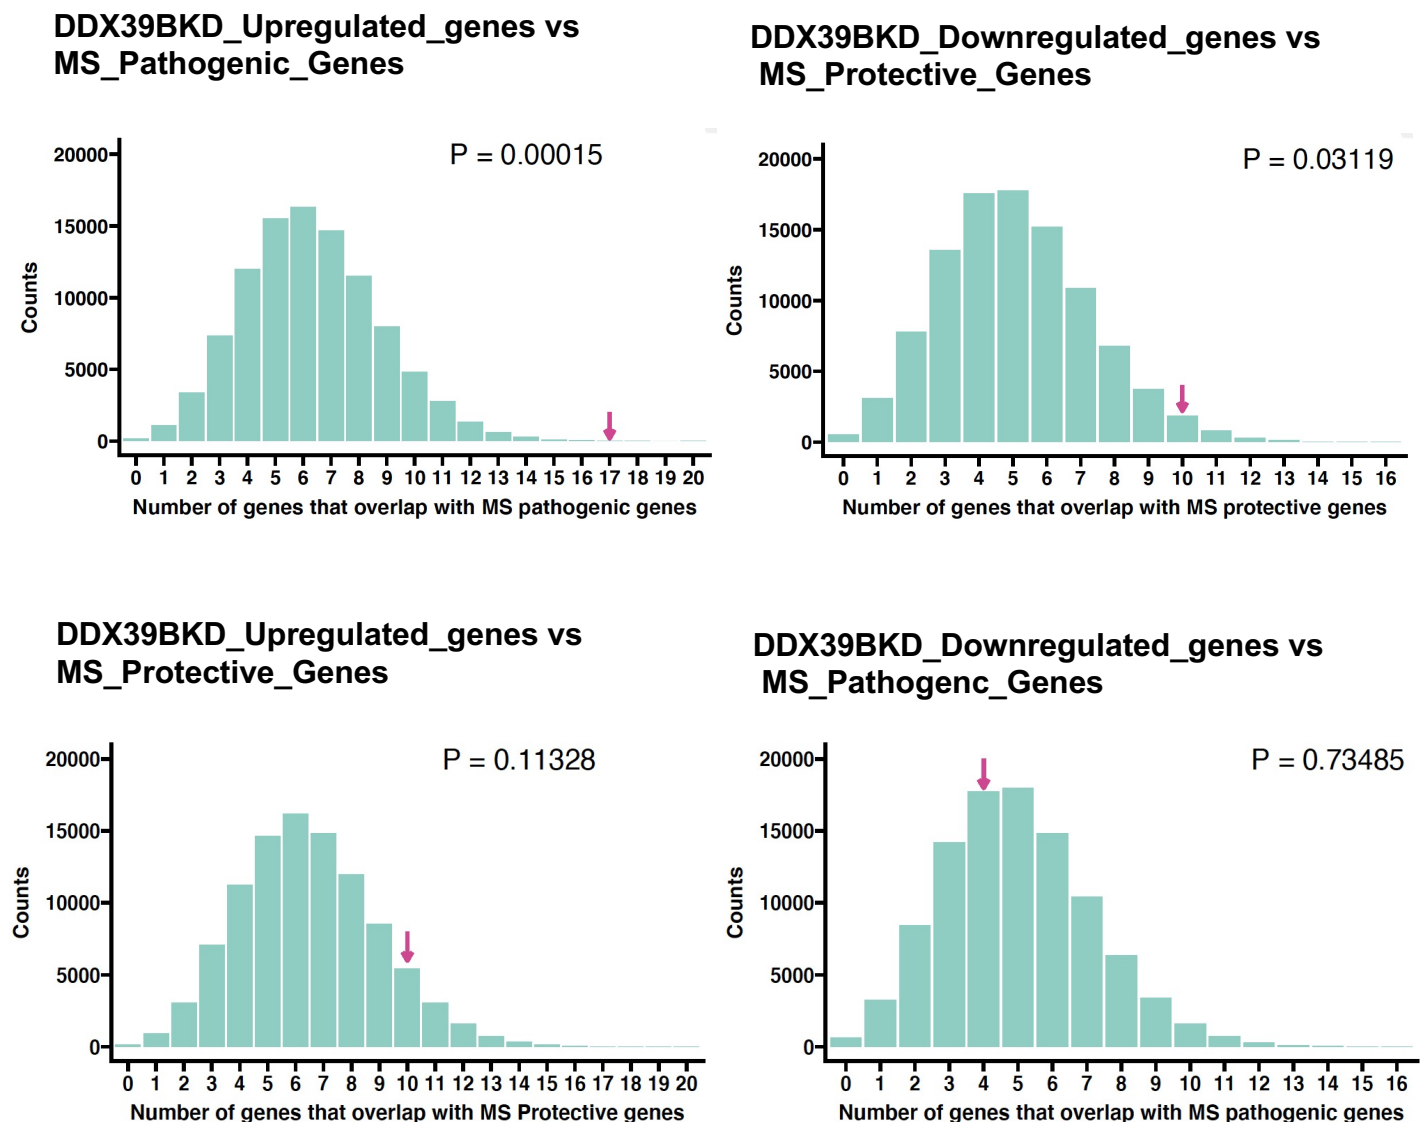 DDX39BKD_Upregulated_genes vs
MS_Pathogenic_Genes
P = 0.00015
20000
15000
10000
5000
0
Counts
0 1 2 3 4 5 6 7 8 9 10 11 12 13 14 15 16 17 18 19 20
Number of genes that overlap with MS pathogenic genes
DDX39BKD_Downregulated_genes vs
MS_Protective_Genes
P = 0.03119
20000
15000
10000
5000
0
Counts
0 1 2 3 4 5 6 7 8 9 10 11 12 13 14 15 16
Number of genes that overlap with MS protective genes
DDX39BKD_Upregulated_genes vs
MS_Protective_Genes
P = 0.11328
20000
15000
10000
5000
0
Counts
0 1 2 3 4 5 6 7 8 9 10 11 12 13 14 15 16 17 18 19 20
Number of genes that overlap with MS Protective genes
DDX39BKD_Downregulated_genes vs
MS_Pathogenc_Genes
P = 0.73485
20000
15000
10000
5000
0
Counts
0 1 2 3 4 5 6 7 8 9 10 11 12 13 14 15 16
Number of genes that overlap with MS pathogenic genes